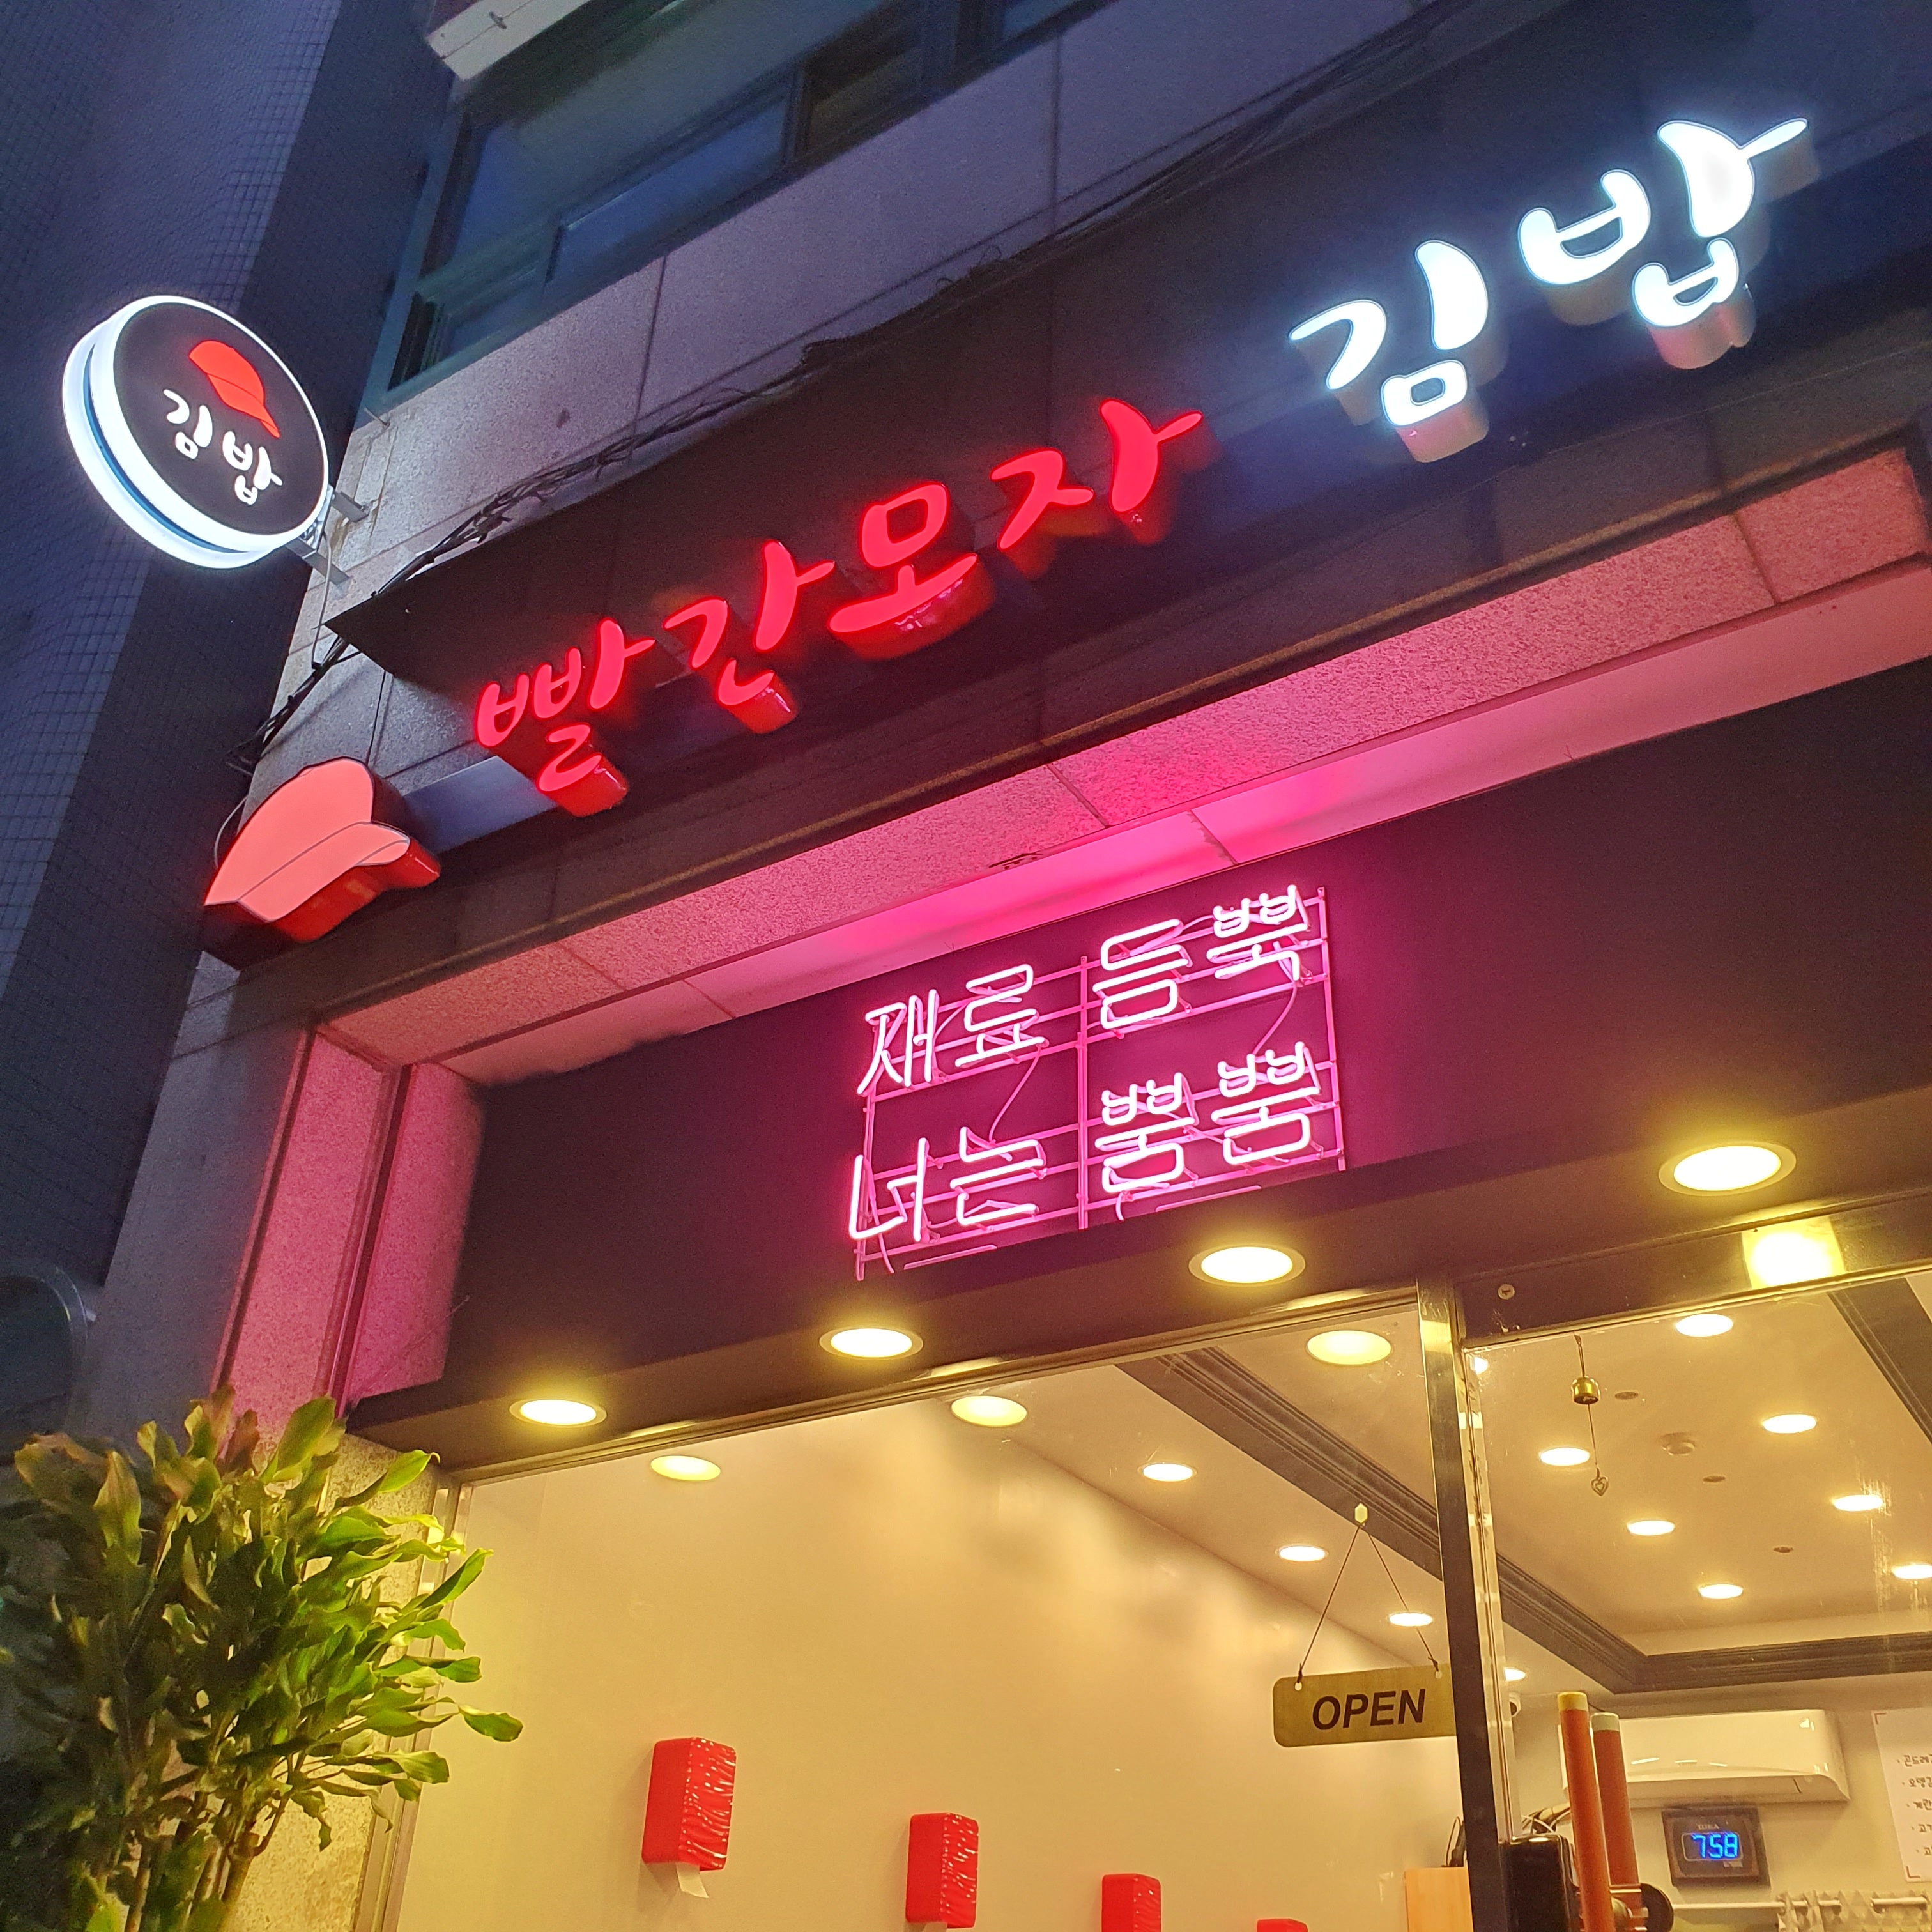 김밥
빨간모자 김밥
재료 듬뿍
너는 뿜뿜
OPEN
7:58